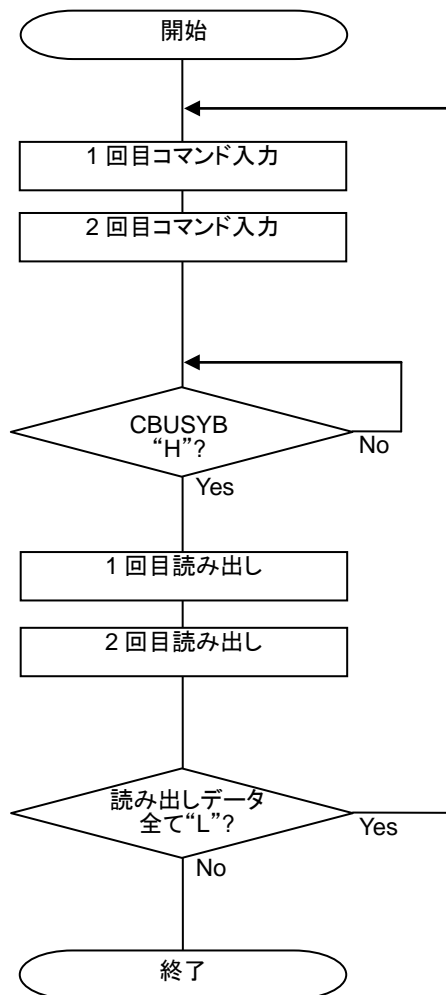 開始
1 回目コマンド入力
2 回目コマンド入力
CBUSYB
“H”?
No
Yes
1 回目読み出し
2 回目読み出し
読み出しデータ
全て“L”?
Yes
No
終了